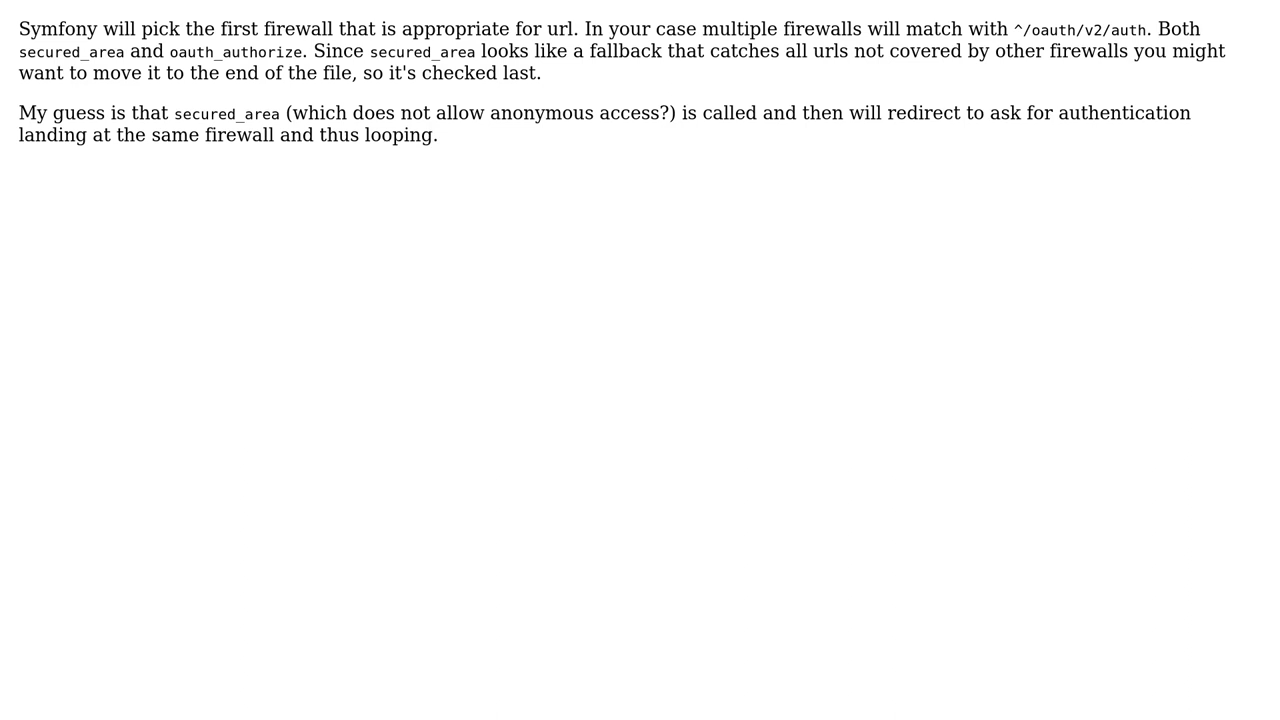 Symfony will pick the first firewall that is appropriate for url. In your case multiple firewalls will match with ^/oauth/v2/auth. Both
secured_area and oauth_authorize. Since secured_area looks like a fallback that catches all urls not covered by other firewalls you might
want to move it to the end of the file, so it's checked last.
My guess is that secured_area (which does not allow anonymous access?) is called and then will redirect to ask for authentication
landing at the same firewall and thus looping.